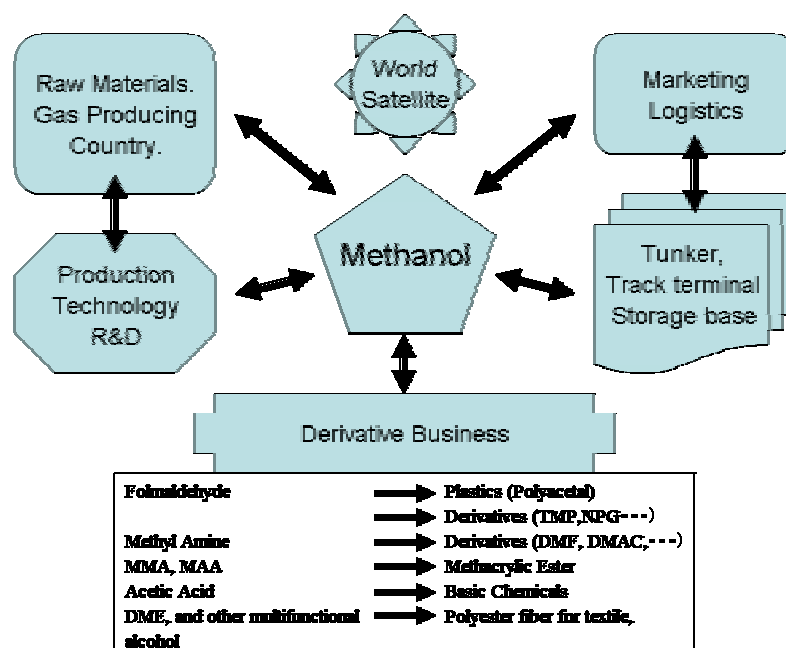 World
Satellite
Raw Materials.
Gas Producing
Country.
Marketing
Logistics
Methanol
Production
Technology
R&D
Tunker,
Track terminal
Storage base
Derivative Business
Folmaldehyde Plastics (Polyacetal)
Derivatives (TMP,NPG---)
Methyl Amine Derivatives (DMF, DMAC,---)
MMA, MAA Methacrylic Ester
Acetic Acid Basic Chemicals
DME, and other multifunctional Polyester fiber for textile,
alcohol